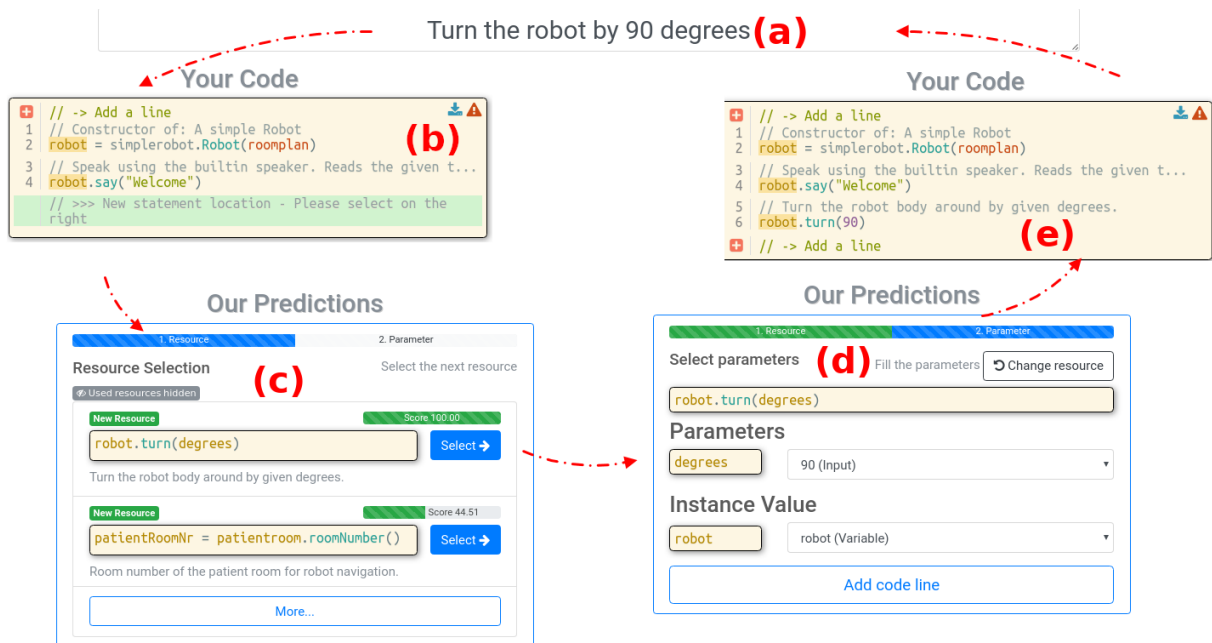 Turn the robot by 90 degrees (a)
Your Code
// -> Add a line
1 // Constructor of: A simple Robot
2 robot = simplerobot.Robot(roomplan)
3 // Speak using the builtin speaker. Reads the given t...
4 robot.say("Welcome")
// >>> New statement location - Please select on the
right
(b)
Our Predictions
1. Resource 2. Parameter
Resource Selection Select the next resource
(c)
Used resources hidden
New Resource Score 100.00
robot.turn(degrees) Select
Turn the robot body around by given degrees.
New Resource Score 44.51
patientRoomNr = patientroom.roomNumber() Select
Room number of the patient room for robot navigation.
More...
Our Predictions
1. Resource 2. Parameter
Select parameters (d) Fill the parameters Change resource
robot.turn(degrees)
Parameters
degrees 90 (Input)
Instance Value
robot robot (Variable)
Add code line
Your Code
// -> Add a line
1 // Constructor of: A simple Robot
2 robot = simplerobot.Robot(roomplan)
3 // Speak using the builtin speaker. Reads the given t...
4 robot.say("Welcome")
5 // Turn the robot body around by given degrees.
6 robot.turn(90)
(e)
// -> Add a line